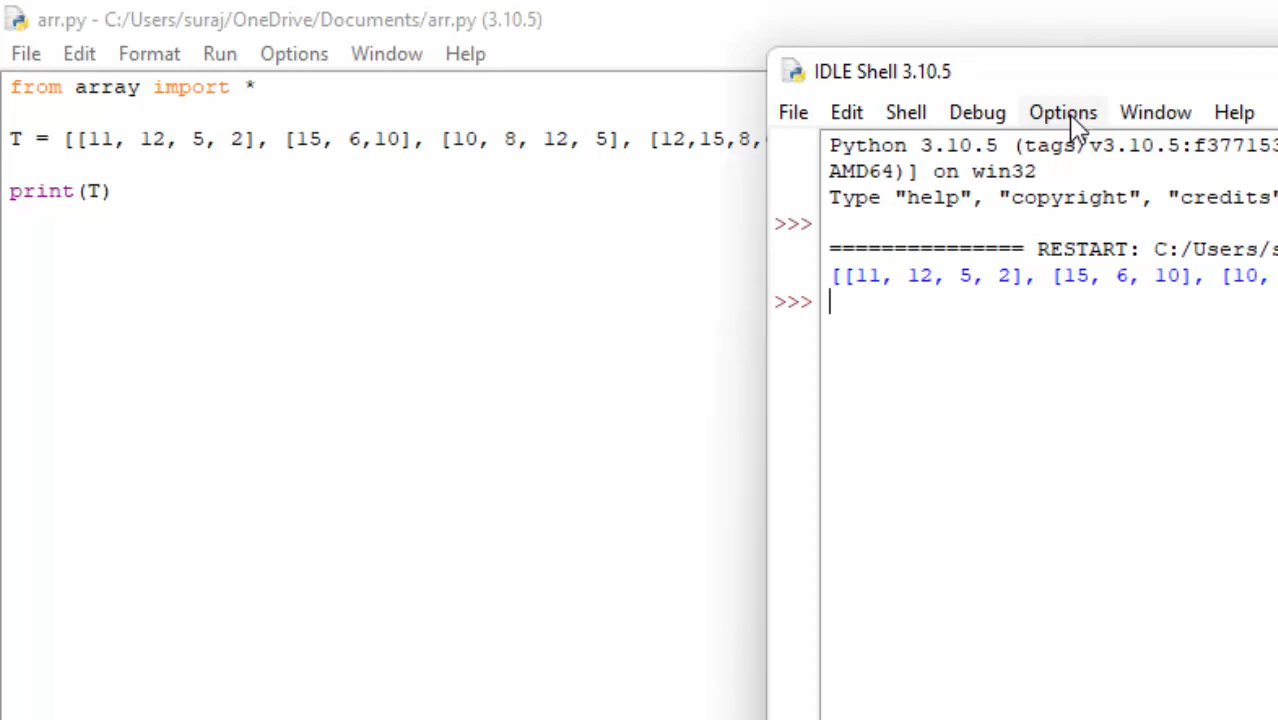 arr.py - C:/Users/suraj/OneDrive/Documents/arr.py (3.10.5)
File Edit Format Run Options Window Help
from array import *
T = [[11, 12, 5, 2], [15, 6,10], [10, 8, 12, 5], [12,15,8,
print(T)
IDLE Shell 3.10.5
File Edit Shell Debug Options Window Help
Python 3.10.5 (tags/v3.10.5:f377153
AMD64)] on win32
Type "help", "copyright", "credits"
>>>
=============== RESTART: C:/Users/s
[[11, 12, 5, 2], [15, 6, 10], [10,
>>>